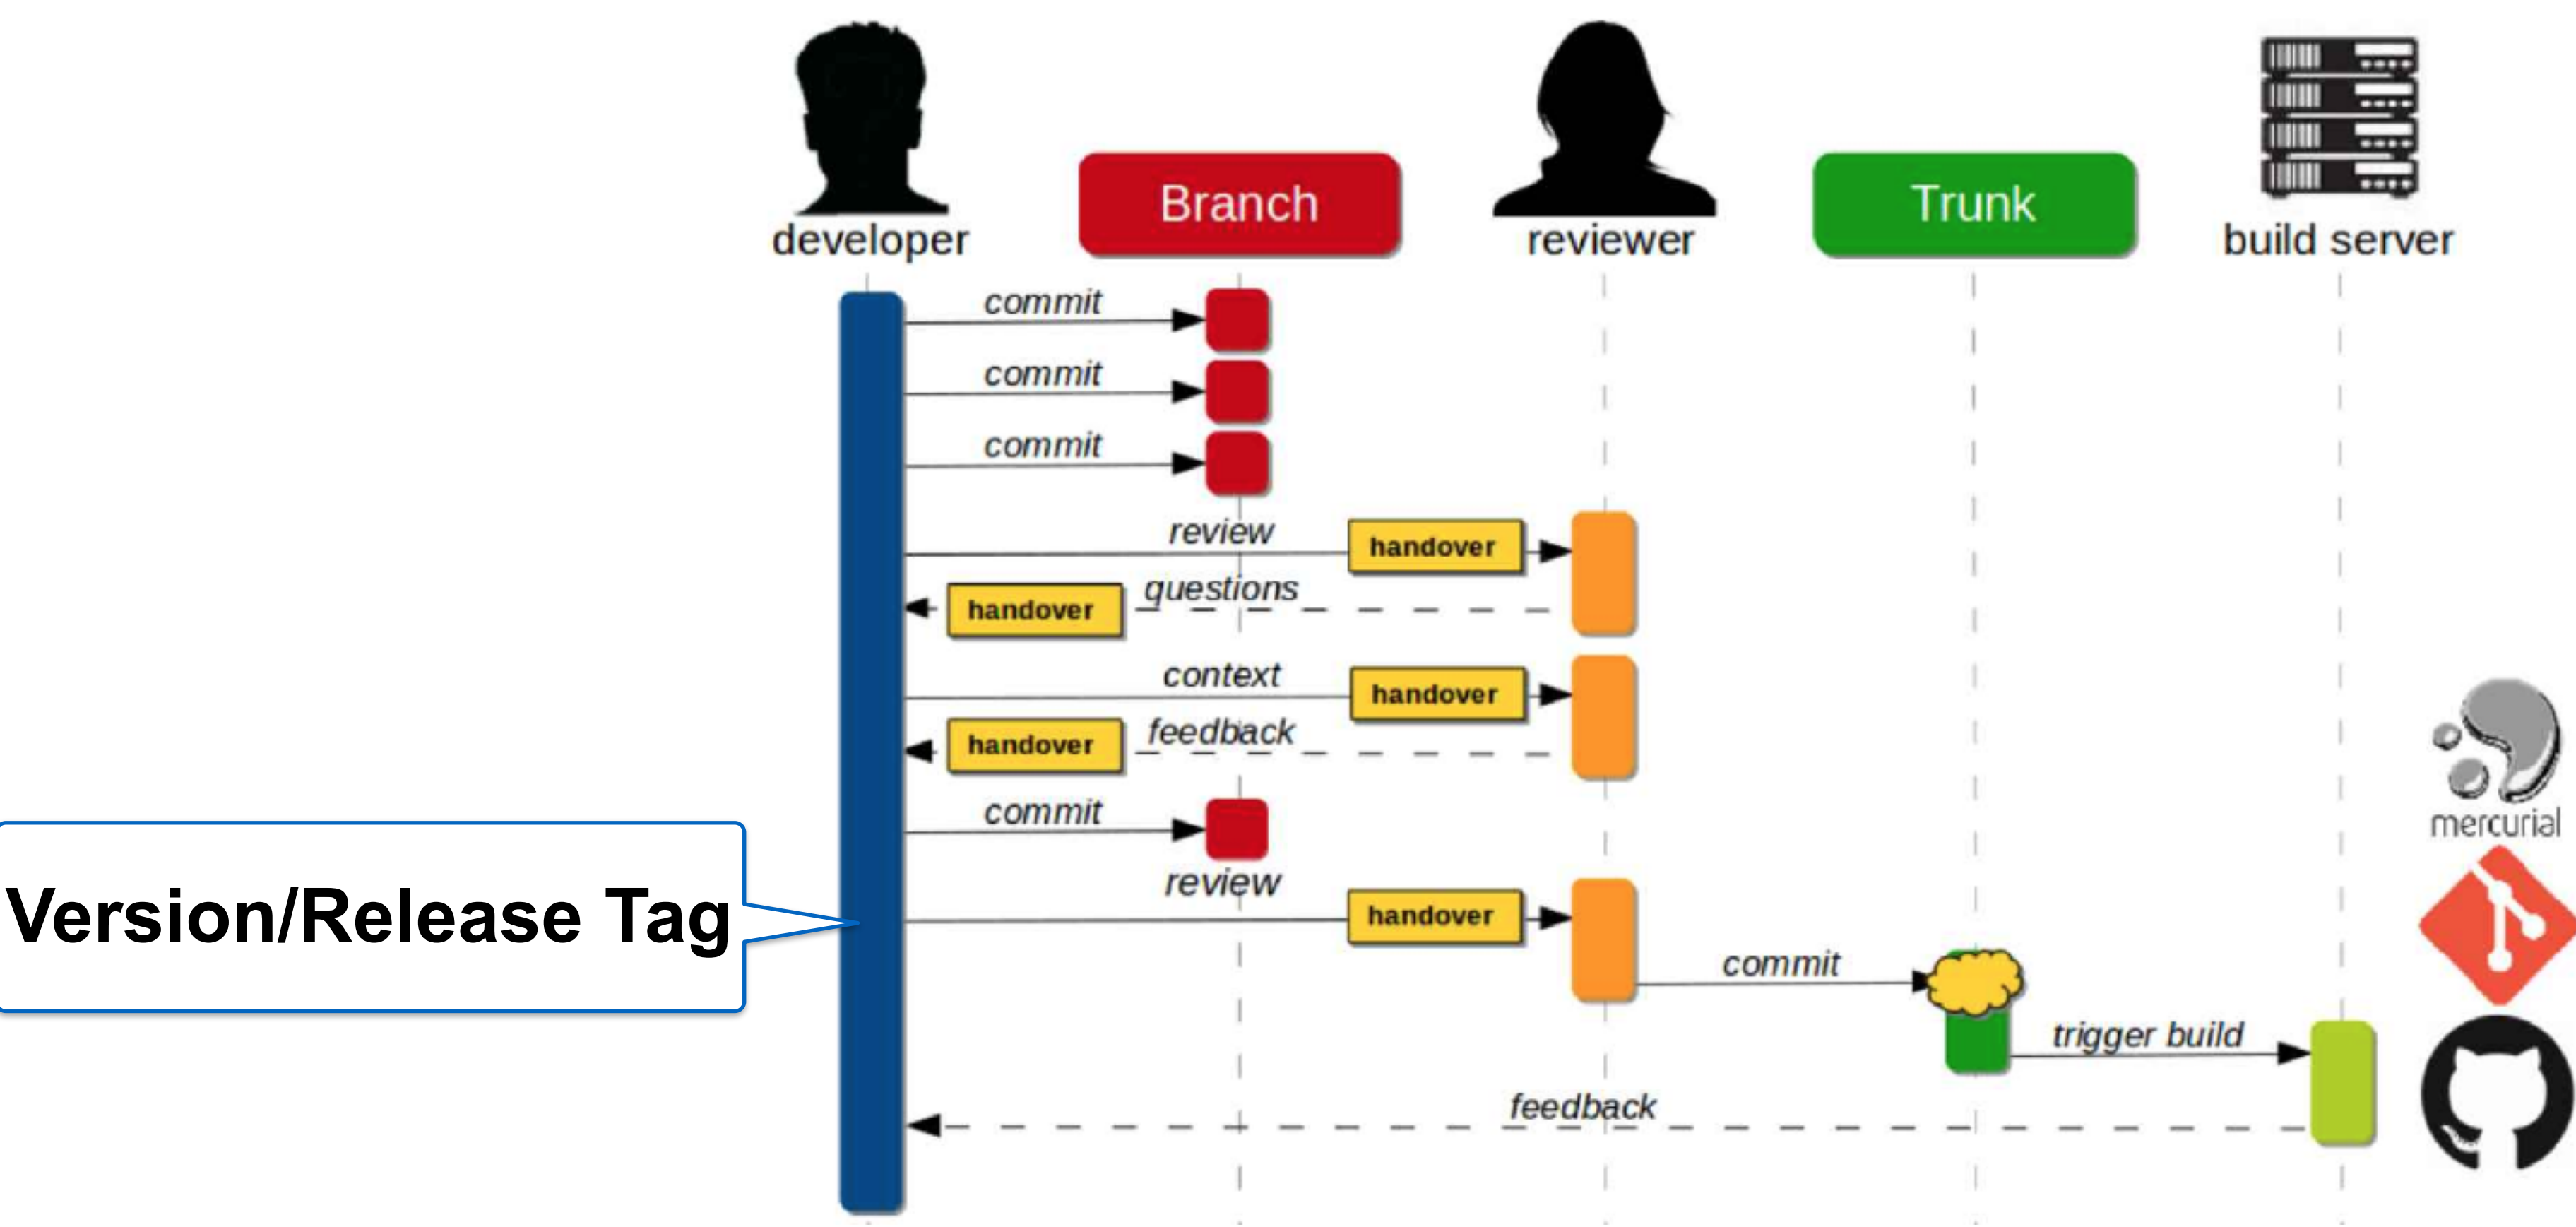 Branch
Trunk
developer
reviewer
build server
commit
commit
commit
review
handover
questions
handover
context
handover
feedback
handover
commit
mercurial
Version/Release Tag
review
handover
commit
trigger build
feedback